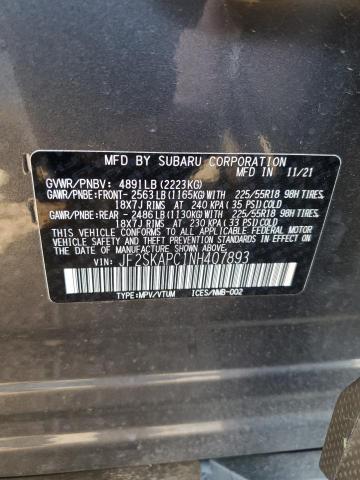 MFD BY SUBARU CORPORATION
MFD IN 11/21
GVWR/PNBV: 4891LB (2223KG)
GAWR/PNBE:FRONT- 2563LB (1165KG) WITH 225/55R18 98H TIRES,
18X7J RIMS AT 240 KPA (35 PSI) COLD
GAWR/PNBE:REAR - 2486LB (1130KG) WITH 225/55R18 98H TIRES,
18X7J RIMS AT 230 KPA (33 PSI) COLD
THIS VEHICLE CONFORMS TO ALL APPLICABLE FEDERAL
MOTOR VEHICLE SAFETY STANDARDS IN EFFECT ON THE
DATE OF MANUFACTURE SHOWN ABOVE.
VIN: JF2SKAPC1NH407893
TYPE:MPV/VTUM ICES/NMB-002